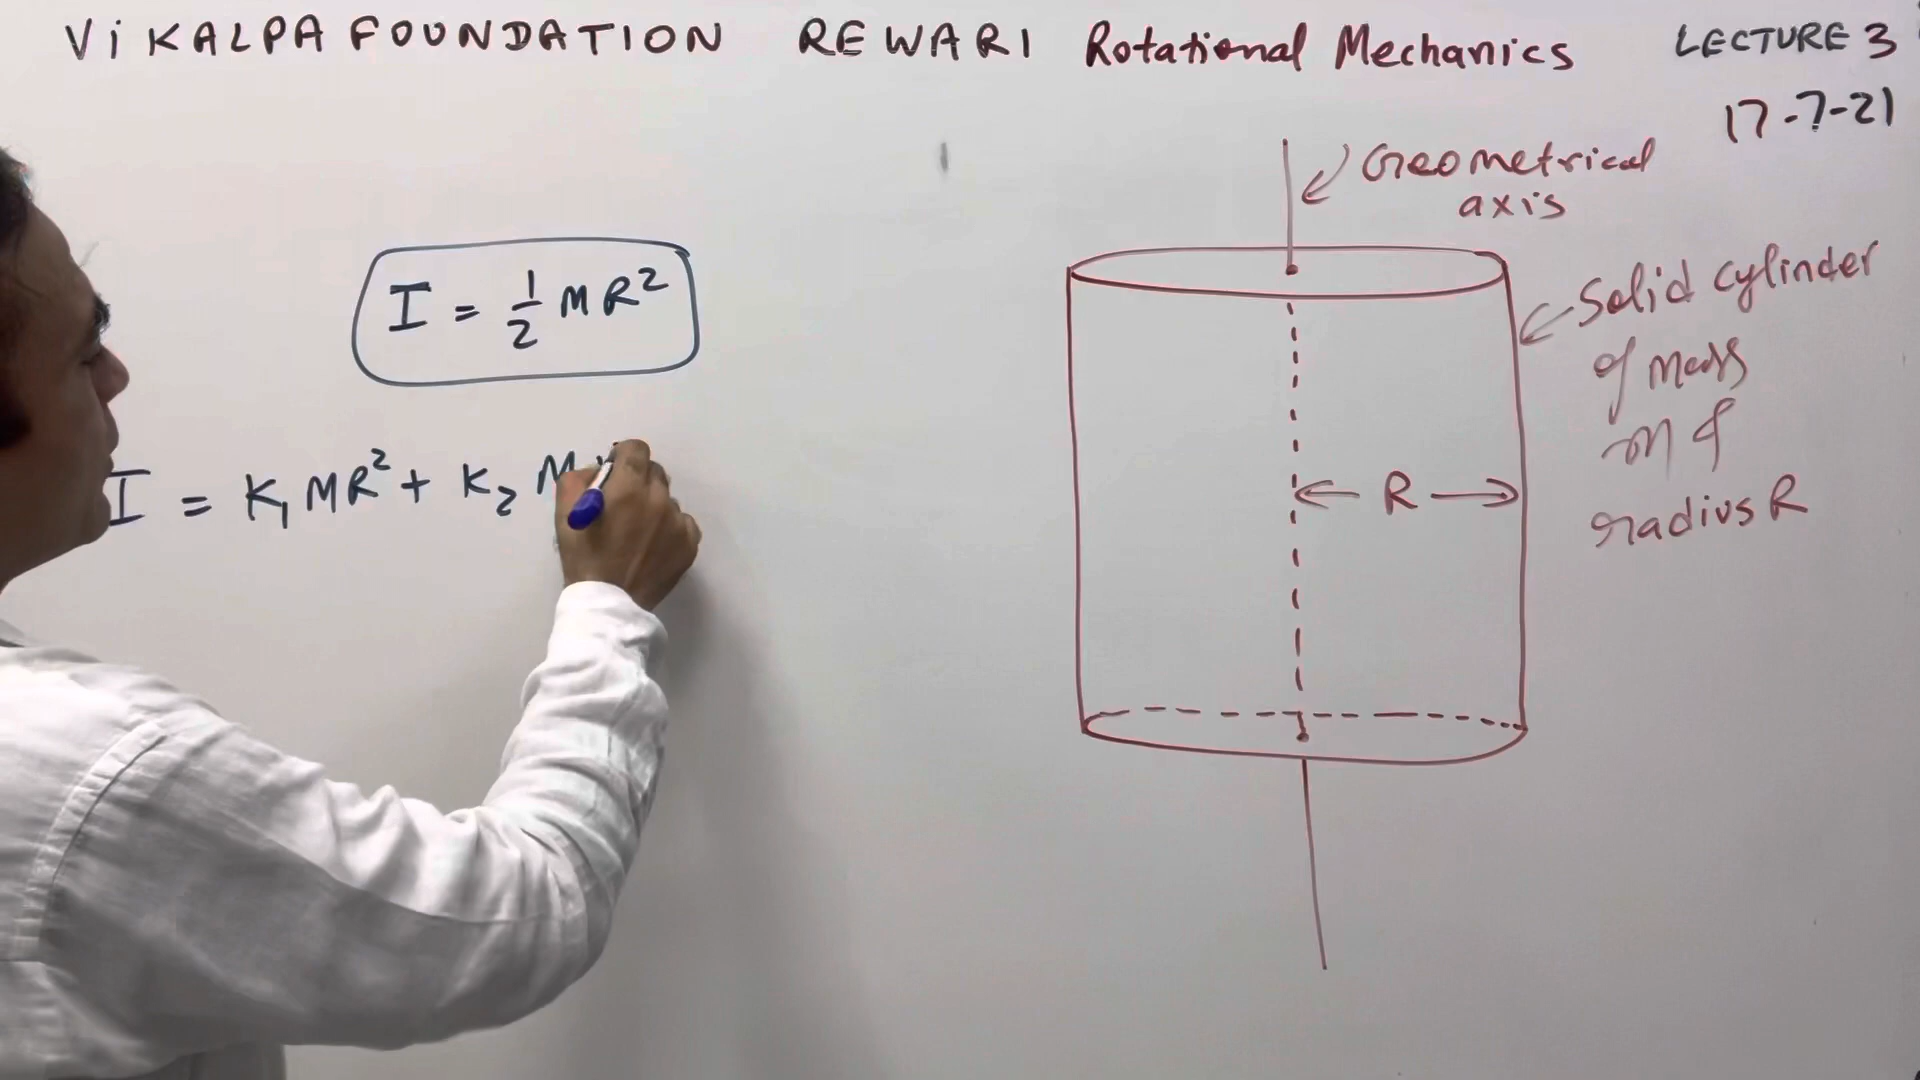 Vi KALPA FOUNDATION REWARI Rotational Mechanics LECTURE 3
17-7-21
Geometrical
axis
I = 1/2 MR²
Solid cylinder
of mass
M &
radius R
I = K₁MR² + K₂ M
R